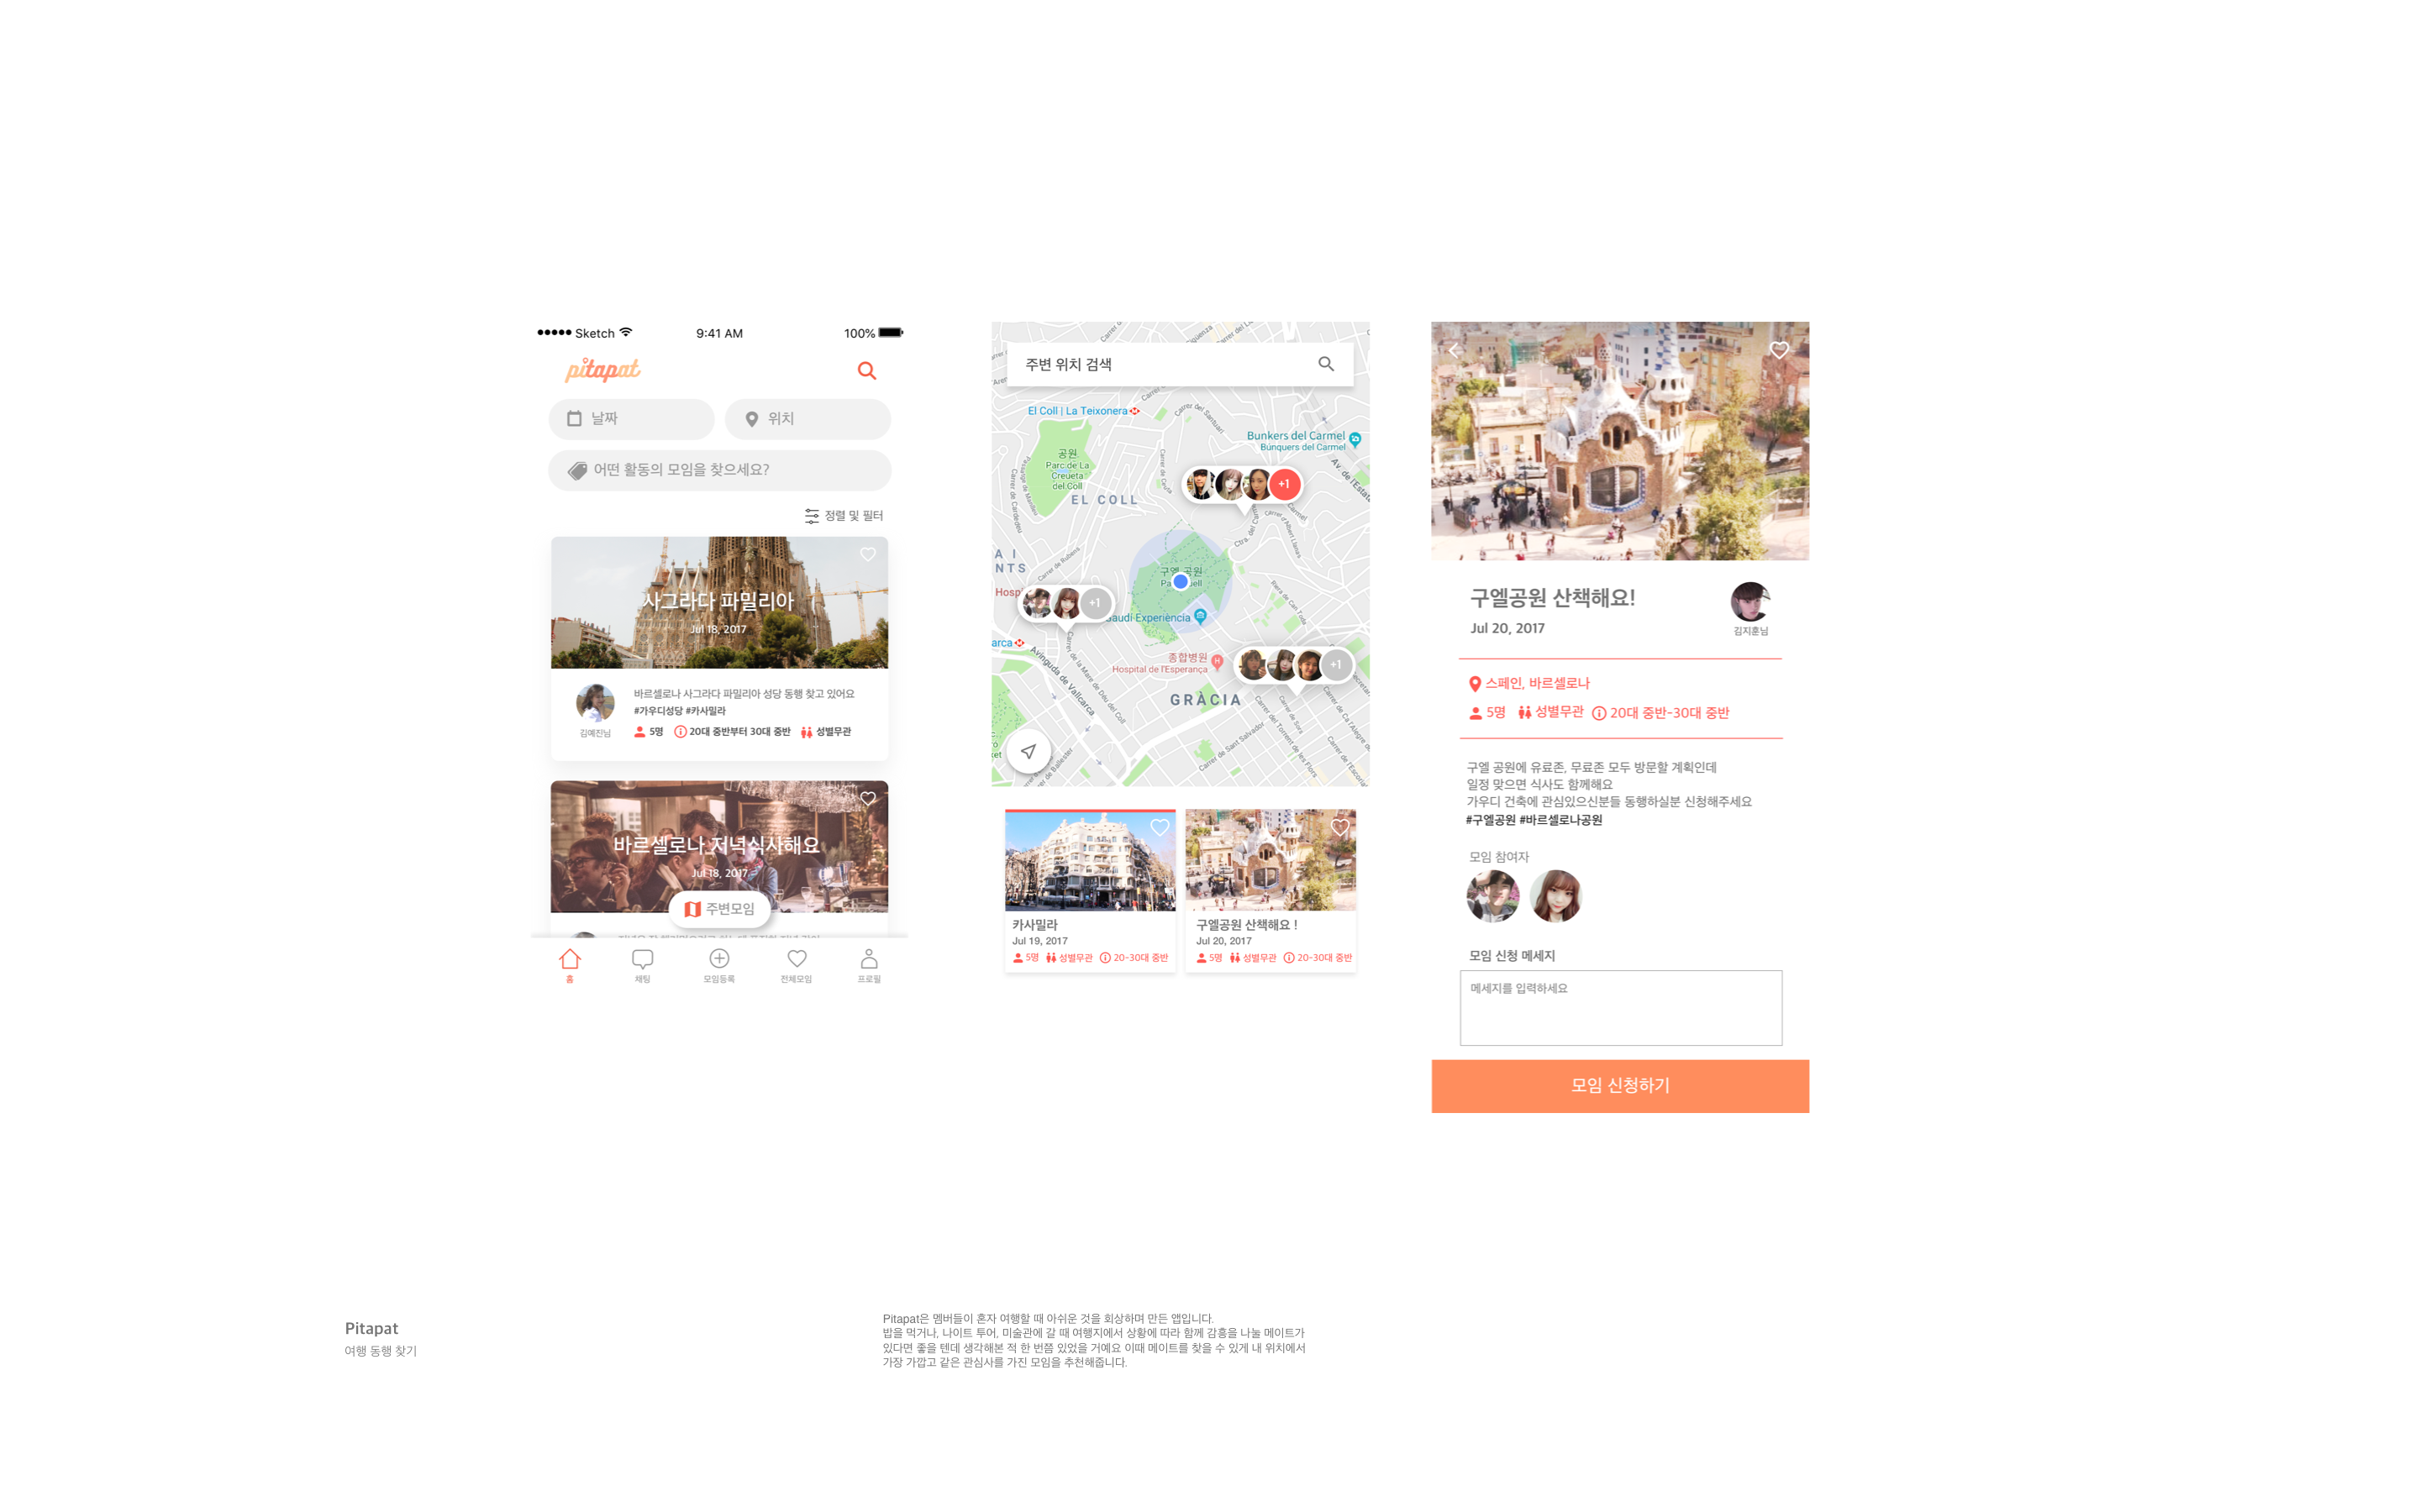 Sketch 9:41 AM 100%
pitapat
날짜 위치
어떤 활동의 모임을 찾으세요?
정렬 및 필터
사그라다 파밀리아
Jul 18, 2017
바르셀로나 사그라다 파밀리아 성당 동행 찾고 있어요
#가우디성당 #카사밀라
김예진님
5명 20대 중반부터 30대 중반 성별무관
바르셀로나 저녁식사해요
Jul 18, 2017
주변모임
홈 채팅 모임등록 전체모임 프로필
주변 위치 검색
El Coll | La Teixonera
Bunkers del Carmel
Búnquers del Carmel
공원
Parc de La
Creueta
del Coll
EL COLL
+1
구엘 공원
+1
Gaudí Experiència
종합병원
Hospital de l'Esperança
+1
GRÀCIA
Avinguda de Vallcarca
Carrer de la Mare de Déu del Coll
카사밀라
Jul 19, 2017
5명 성별무관 20-30대 중반
구엘공원 산책해요 !
Jul 20, 2017
5명 성별무관 20-30대 중반
구엘공원 산책해요!
Jul 20, 2017
김지훈님
스페인, 바르셀로나
5명 성별무관 20대 중반-30대 중반
구엘 공원에 유료존, 무료존 모두 방문할 계획인데
일정 맞으면 식사도 함께해요
가우디 건축에 관심있으신분들 동행하실분 신청해주세요
#구엘공원 #바르셀로나공원
모임 참여자
모임 신청 메세지
메세지를 입력하세요
모임 신청하기
Pitapat
여행 동행 찾기
Pitapat은 멤버들이 혼자 여행할 때 아쉬운 것을 회상하며 만든 앱입니다.
밥을 먹거나, 나이트 투어, 미술관에 갈 때 여행지에서 상황에 따라 함께 감흥을 나눌 메이트가
있다면 좋을 텐데 생각해본 적 한 번쯤 있었을 거예요 이때 메이트를 찾을 수 있게 내 위치에서
가장 가깝고 같은 관심사를 가진 모임을 추천해줍니다.